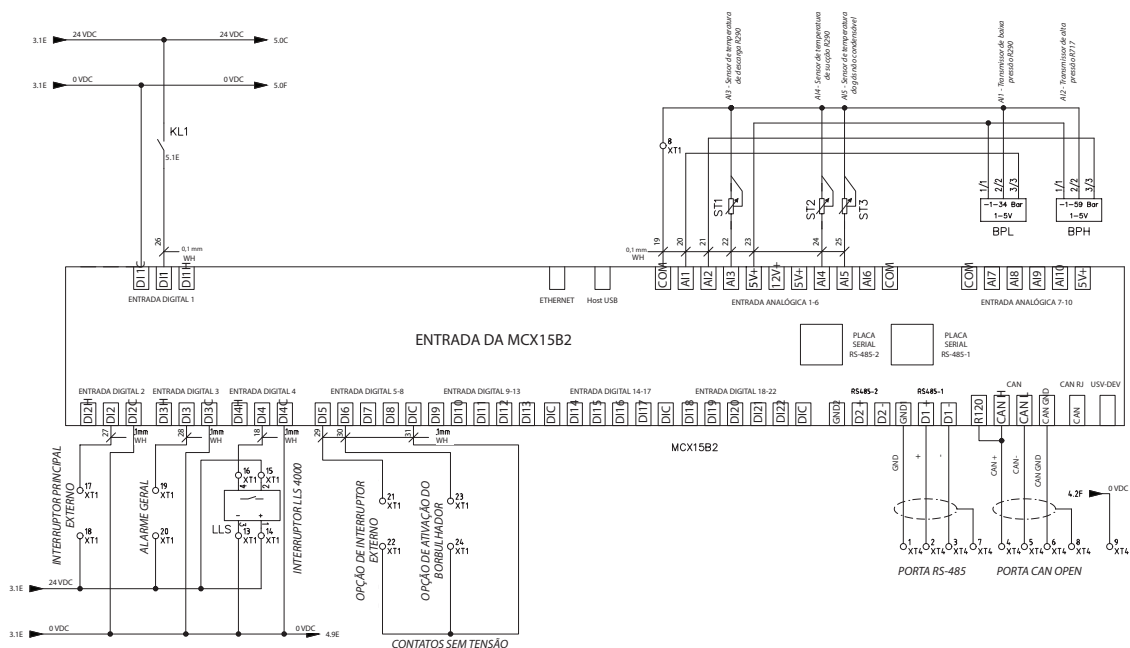 3.1E
24 VDC
24 VDC
5.0C
3.1E
0 VDC
0 VDC
5.0F
KL1
5.1E
26
0,1 mm
WH
AI3 - Sensor de temperatura
de descarga R290
AI4 - Sensor de temperatura
de sucção R290
AI5 - Sensor de temperatura
do gás não condensável
AI1 - Transmissor de baixa
pressão R290
AI2 - Transmissor de alta
pressão R717
8
XT1
ST1
ST2
ST3
1/1
2/2
3/3
1/1
2/2
3/3
-1-34 Bar
1-5V
BPL
-1-59 Bar
1-5V
BPH
0,1 mm
WH
19
20
21
22
23
24
25
DI1
DI1H
COM
AI1
AI2
AI3
5V+
12V+
5V+
AI4
AI5
AI6
COM
COM
AI7
AI8
AI9
AI10
5V+
ENTRADA DIGITAL 1
ETHERNET
Host USB
ENTRADA ANALÓGICA 1-6
ENTRADA ANALÓGICA 7-10
ENTRADA DA MCX15B2
PLACA
SERIAL
RS-485-2
PLACA
SERIAL
RS-485-1
ENTRADA DIGITAL 2
ENTRADA DIGITAL 3
ENTRADA DIGITAL 4
ENTRADA DIGITAL 5-8
ENTRADA DIGITAL 9-13
ENTRADA DIGITAL 14-17
ENTRADA DIGITAL 18-22
RS485-2
RS485-1
CAN
CAN RJ
USV-DEV
DI2H
DI2
DI2C
DI3H
DI3
DI3C
DI4H
DI4
DI4C
DI5
DI6
DI7
DI8
DIC
DI9
DI10
DI11
DI12
DI13
DIC
DI14
DI15
DI16
DI17
DIC
DI18
DI19
DI20
DI21
DI22
DIC
GND2
D2+
D2-
GND1
D1+
D1-
R120
CAN H
CAN L
CAN GND
CAN
MCX15B2
27
3mm
WH
28
3mm
WH
18
3mm
WH
29
30
31
3mm
WH
17
XT1
18
XT1
19
XT1
20
XT1
16
XT1
15
XT1
4
2
LLS
-
+
3
1
13
XT1
14
XT1
21
XT1
22
XT1
23
XT1
24
XT1
INTERRUPTOR PRINCIPAL
EXTERNO
ALARME GERAL
INTERRUPTOR LLS 4000
OPÇÃO DE INTERRUPTOR
EXTERNO
OPÇÃO DE ATIVAÇÃO DO
BORBULHADOR
GND
+
-
CAN +
CAN-
CAN GND
4.2F
0 VDC
1
XT4
2
XT4
3
XT4
7
XT4
4
XT4
5
XT4
6
XT4
8
XT4
9
XT4
PORTA RS-485
PORTA CAN OPEN
3.1E
24 VDC
3.1E
0 VDC
0 VDC
4.9E
CONTATOS SEM TENSÃO